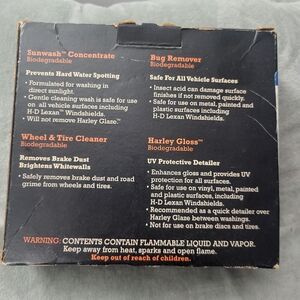 Sunwash™ Concentrate
Biodegradable
Prevents Hard Water Spotting
• Formulated for washing in
direct sunlight.
• Gentle cleaning wash is safe for use
on all vehicle surfaces including
H-D Lexan™ Windshields.
• Will not remove Harley Glaze.™
Bug Remover
Biodegradable
Safe For All Vehicle Surfaces
• Insect acid can damage surface
finishes if not removed quickly.
• Safe for use on metal, painted and
plastic surfaces, including
H-D Lexan Windshields.
Wheel & Tire Cleaner
Biodegradable
Removes Brake Dust
Brightens Whitewalls
• Safely removes brake dust and road
grime from wheels and tires.
Harley Gloss™
Biodegradable
UV Protective Detailer
• Enhances gloss and provides UV
protection for all surfaces.
• Safe for use on vinyl, metal, painted
and plastic surfaces, including
H-D Lexan Windshields.
• Recommended as a quick detailer over
Harley Glaze between washings.
• Not for use on brake discs and tires.
WARNING: CONTENTS CONTAIN FLAMMABLE LIQUID AND VAPOR.
Keep away from heat, sparks and open flame.
Keep out of reach of children.